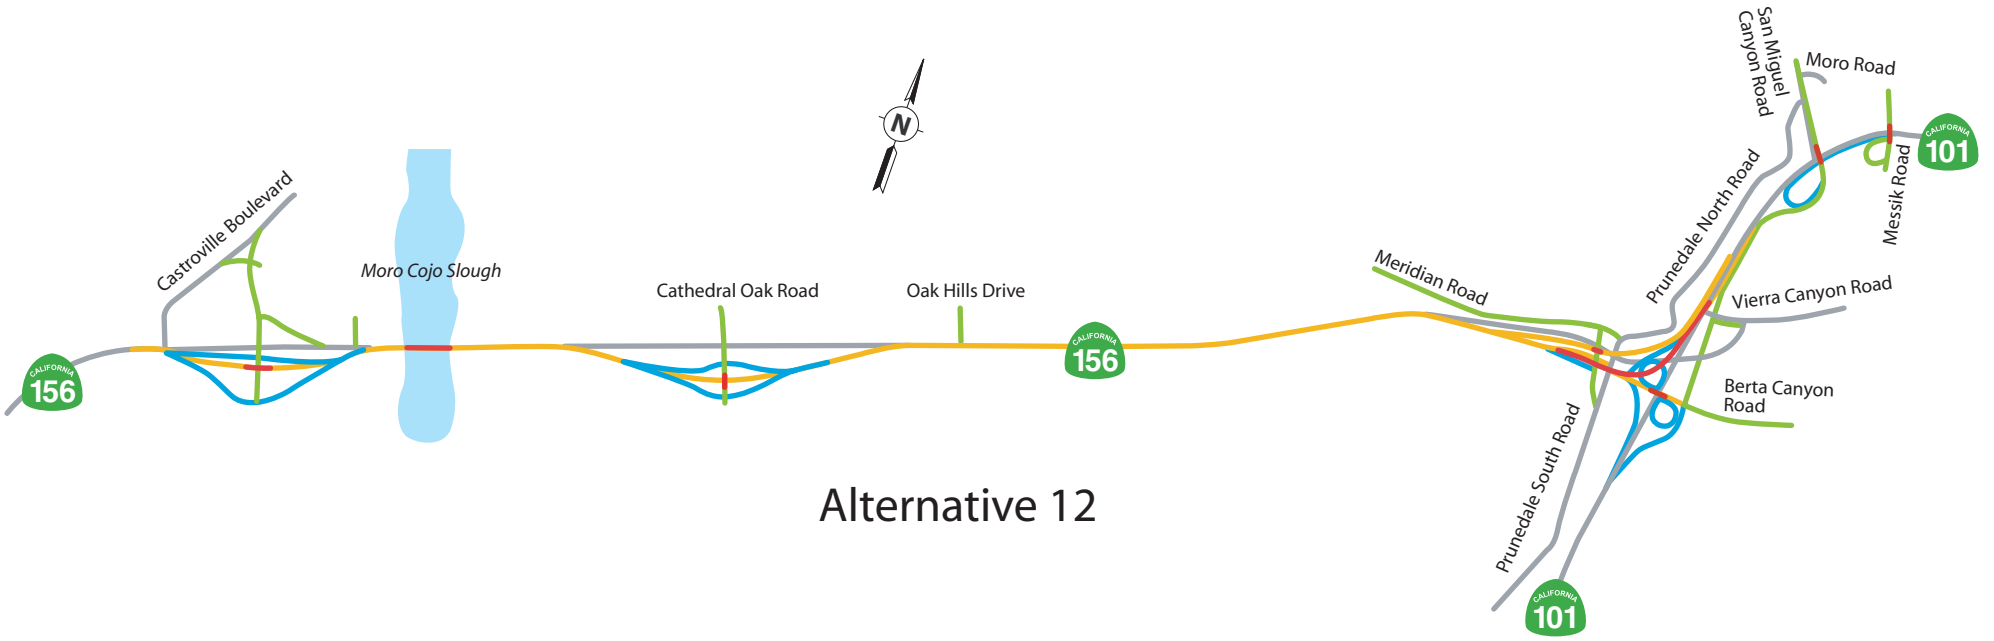 San Miguel
Canyon Road
Moro Road
CALIFORNIA
101
Messik Road
N
Prunedale North Road
Castroville Boulevard
Moro Cojo Slough
Cathedral Oak Road
Oak Hills Drive
Meridian Road
Vierra Canyon Road
CALIFORNIA
156
CALIFORNIA
156
Berta Canyon
Road
Prunedale South Road
Alternative 12
CALIFORNIA
101